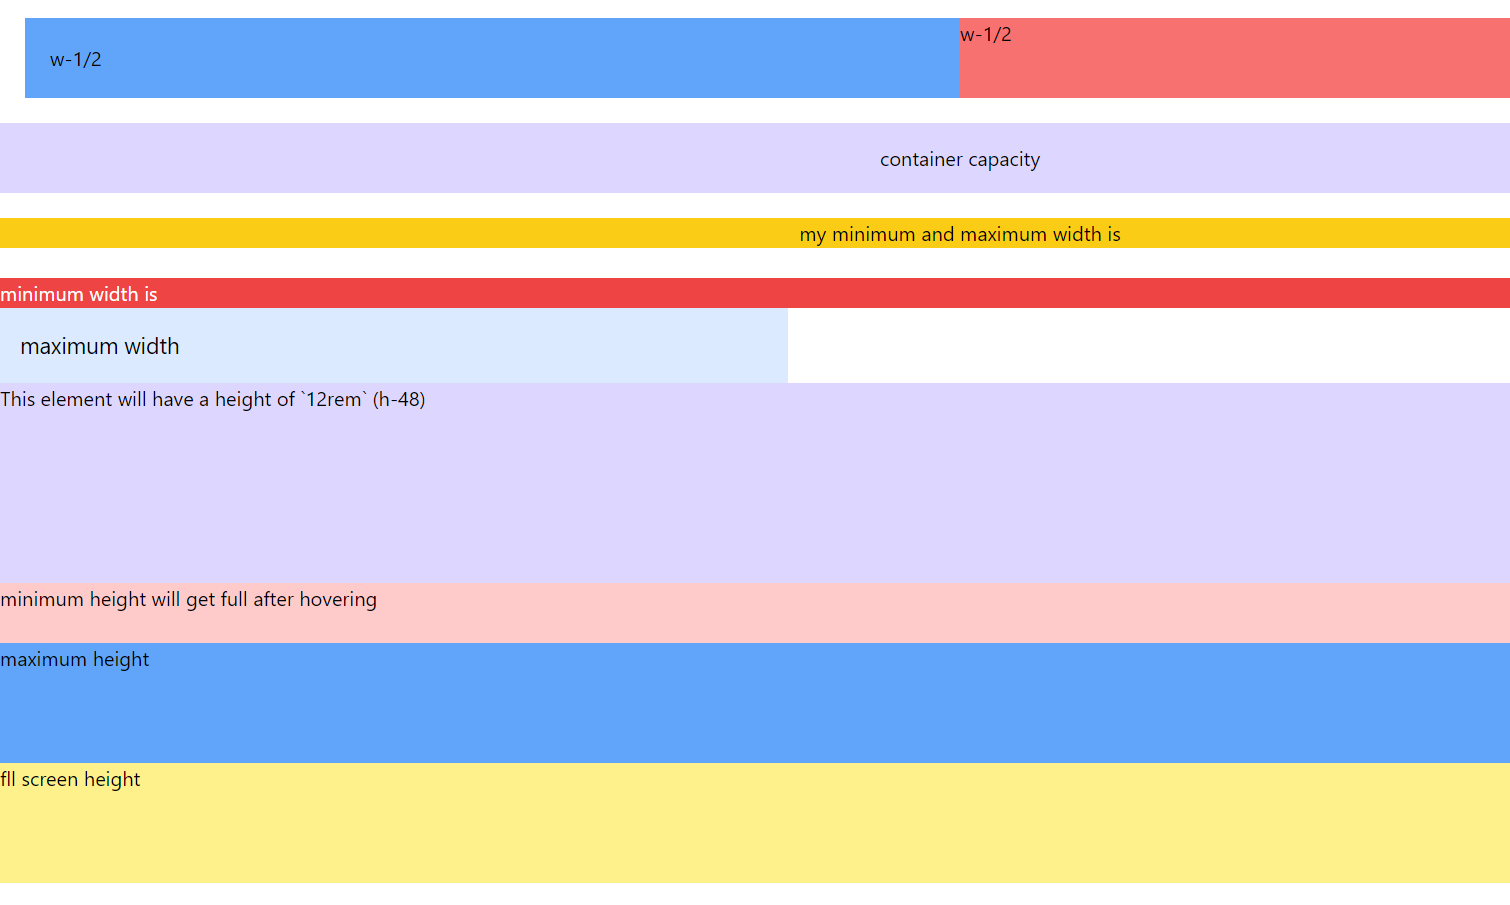 w-1/2
w-1/2
container capacity
my minimum and maximum width is
minimum width is
maximum width
This element will have a height of `12rem` (h-48)
minimum height will get full after hovering
maximum height
fll screen height